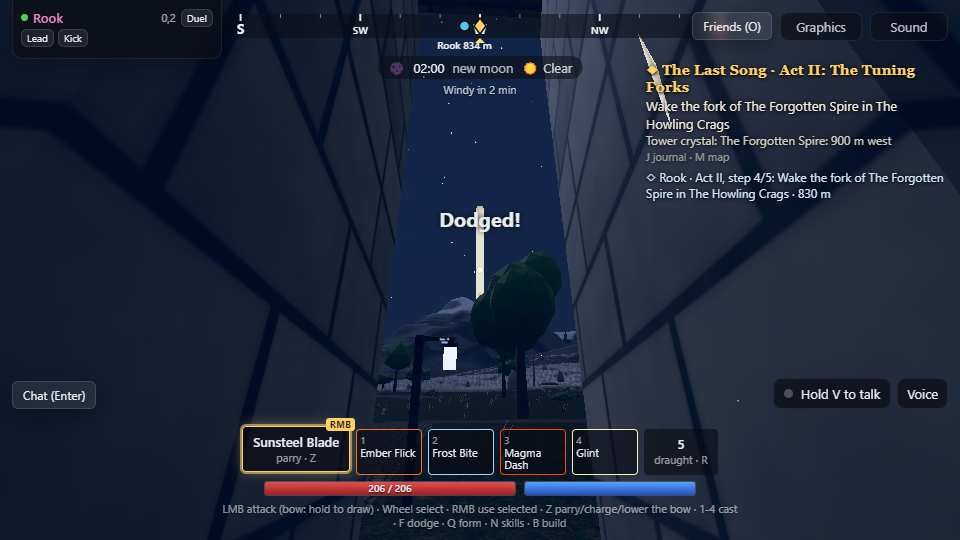 Rook
0,2
Duel
Lead
Kick
S
SW
NW
Rook 834 m
02:00 new moon
Clear
Windy in 2 min
Friends (O)
Graphics
Sound
The Last Song - Act II: The Tuning
Forks
Wake the fork of The Forgotten Spire in The
Howling Crags
Tower crystal: The Forgotten Spire: 900 m west
J journal · M map
Rook · Act II, step 4/5: Wake the fork of The Forgotten
Spire in The Howling Crags · 830 m
Dodged!
Chat (Enter)
Hold V to talk
Voice
RMB
Sunsteel Blade
parry · Z
1
Ember Flick
2
Frost Bite
3
Magma
Dash
4
Glint
5
draught · R
206 / 206
LMB attack (bow: hold to draw) · Wheel select · RMB use selected · Z parry/charge/lower the bow · 1-4 cast
· F dodge · Q form · N skills · B build